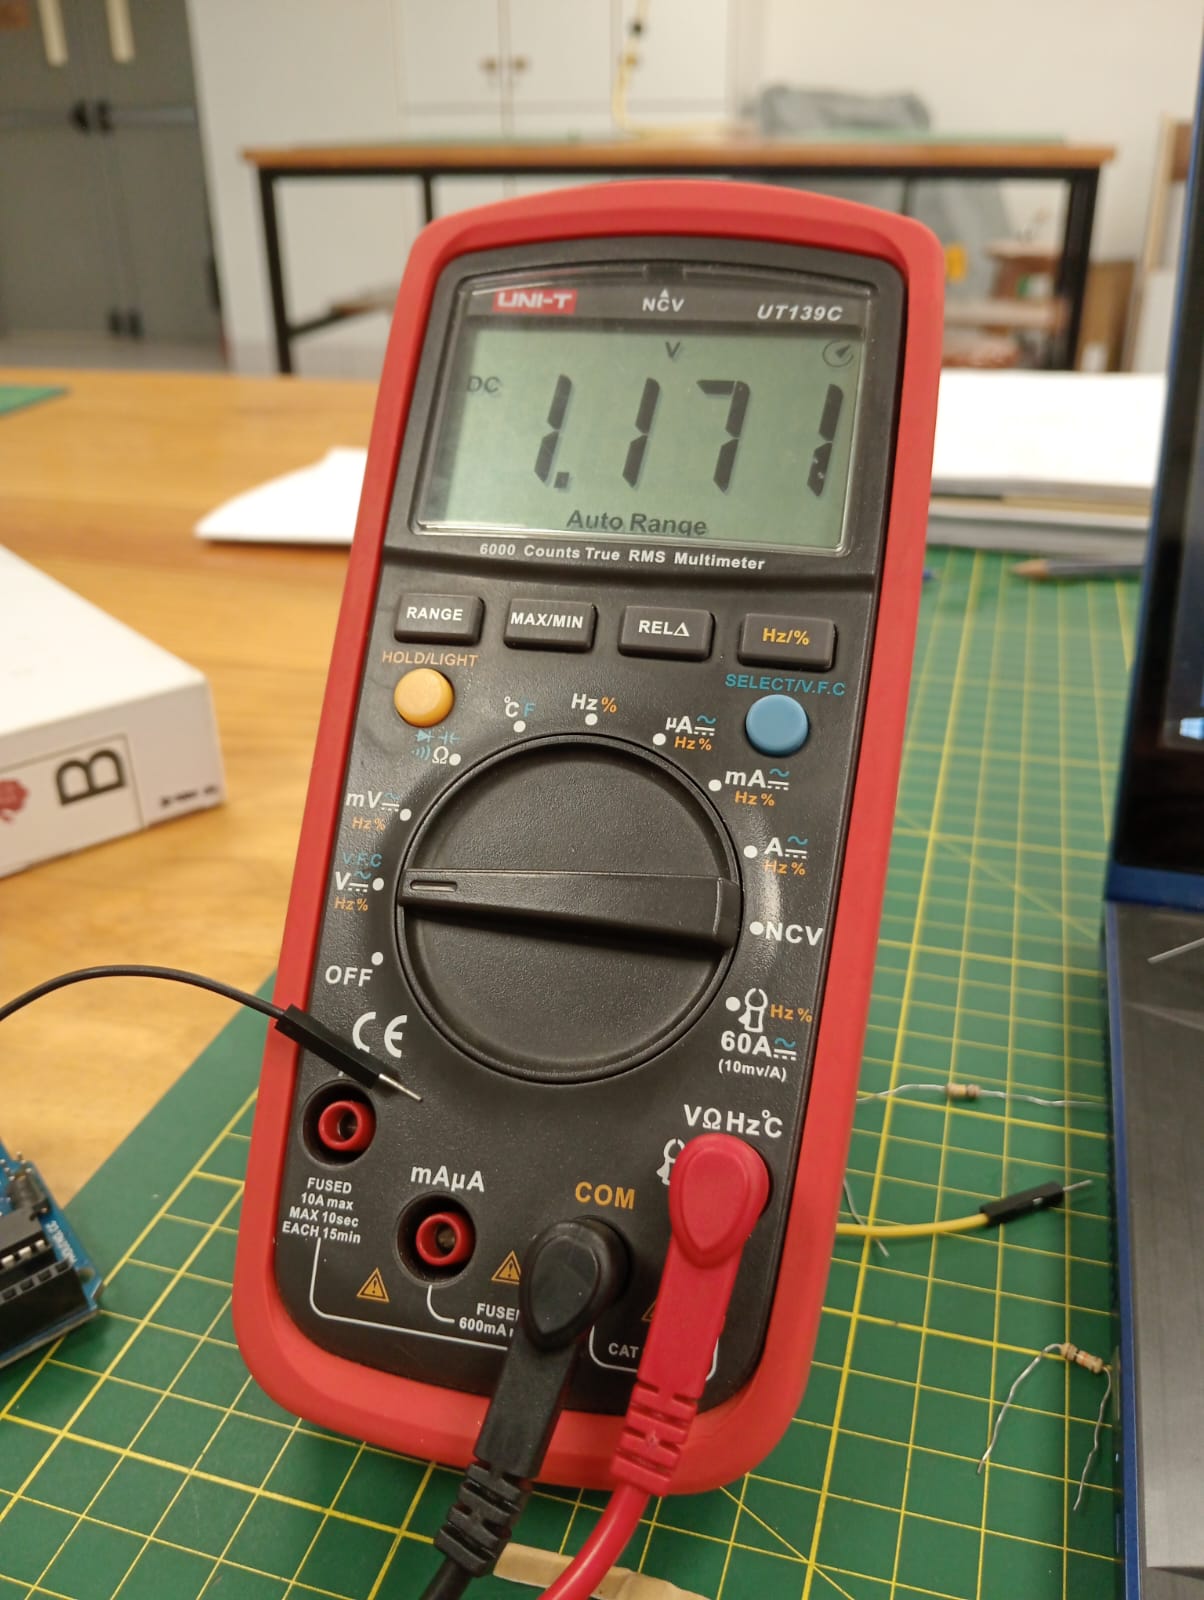 UNI-T
NCV
UT139C
V
DC
1.171
Auto Range
6000 Counts True RMS Multimeter
RANGE
MAX/MIN
REL△
Hz/%
HOLD/LIGHT
SELECT/V.F.C
°C F
Hz %
µA
Hz %
Ω
mA
Hz %
mV
Hz %
A
Hz %
V.F.C
V
Hz %
NCV
OFF
Hz %
60A
(10mv/A)
CE
VΩHz°C
mAµA
COM
FUSED
10A max
MAX 10sec
EACH 15min
600mA
CAT
B